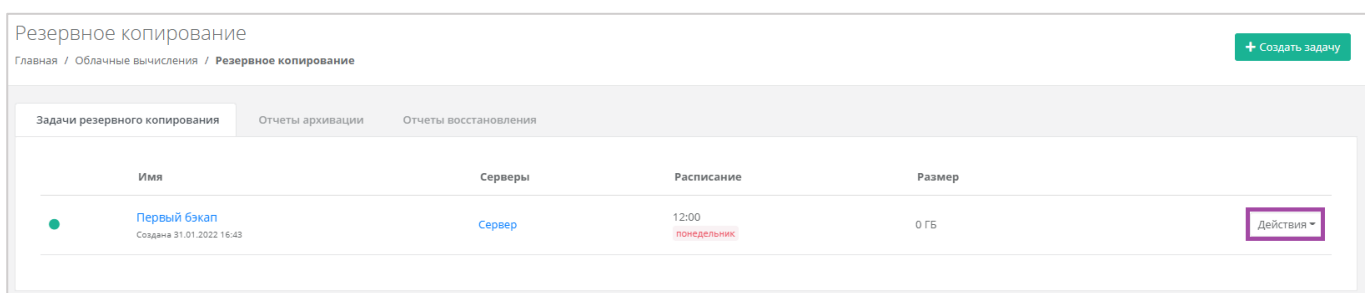 Резервное копирование
Главная / Облачные вычисления / Резервное копирование
+ Создать задачу
Задачи резервного копирования Отчеты архивации Отчеты восстановления
Имя Серверы Расписание Размер
Первый бэкап
Создана 31.01.2022 16:43
Сервер
12:00
понедельник
0 ГБ
Действия